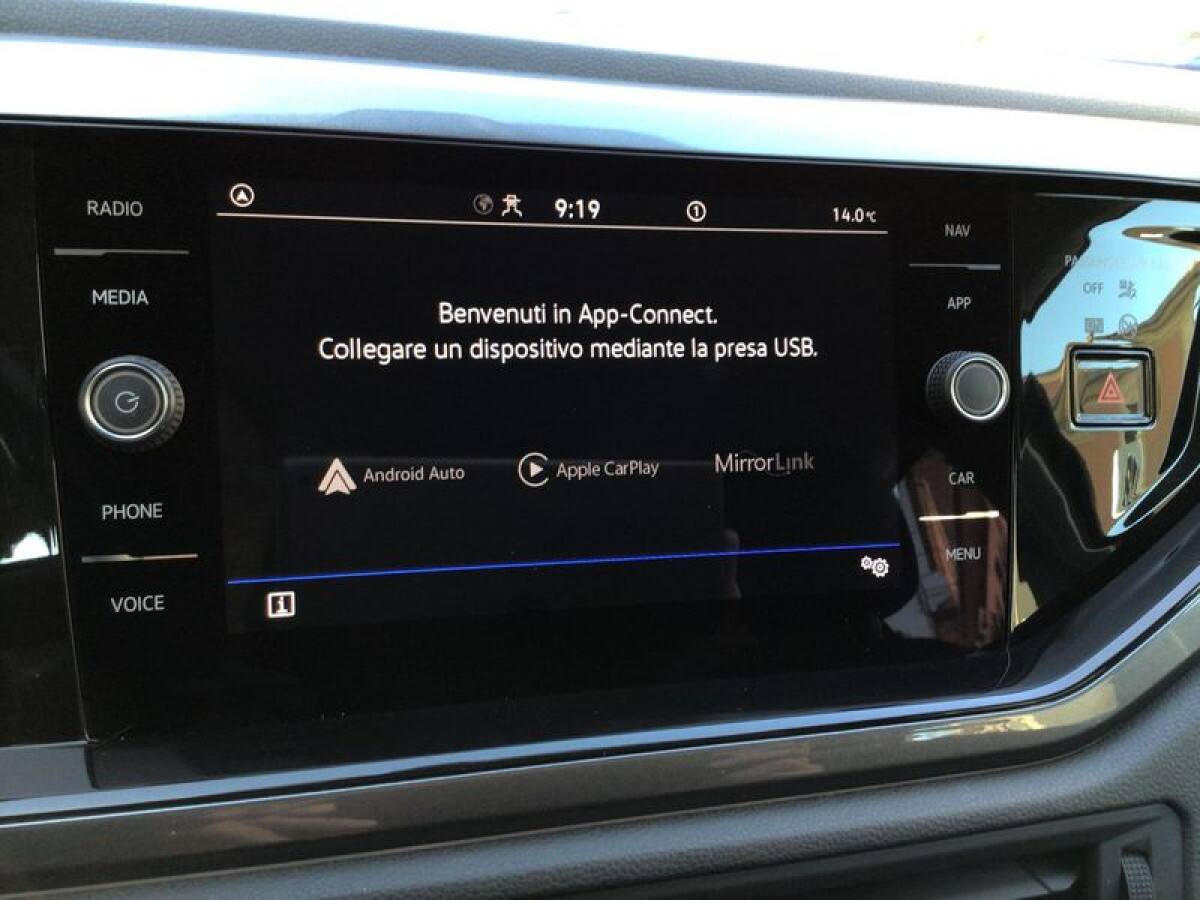 RADIO
MEDIA
PHONE
VOICE
9:19
1
14.0°C
Benvenuti in App-Connect.
Collegare un dispositivo mediante la presa USB.
Android Auto
Apple CarPlay
MirrorLink
i
NAV
APP
CAR
MENU
OFF